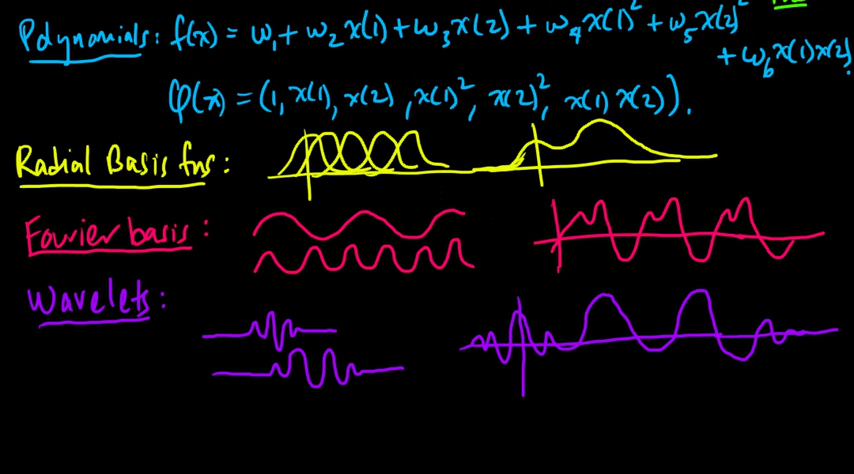 Polynomials: f(x) = w₁ + w₂x(1) + w₃x(2) + w₄x(1)² + w₅x(2)²
+ w₆x(1)x(2).
φ(x) = (1, x(1), x(2), x(1)², x(2)², x(1)x(2)).
Radial Basis fns:
Fourier basis:
Wavelets: